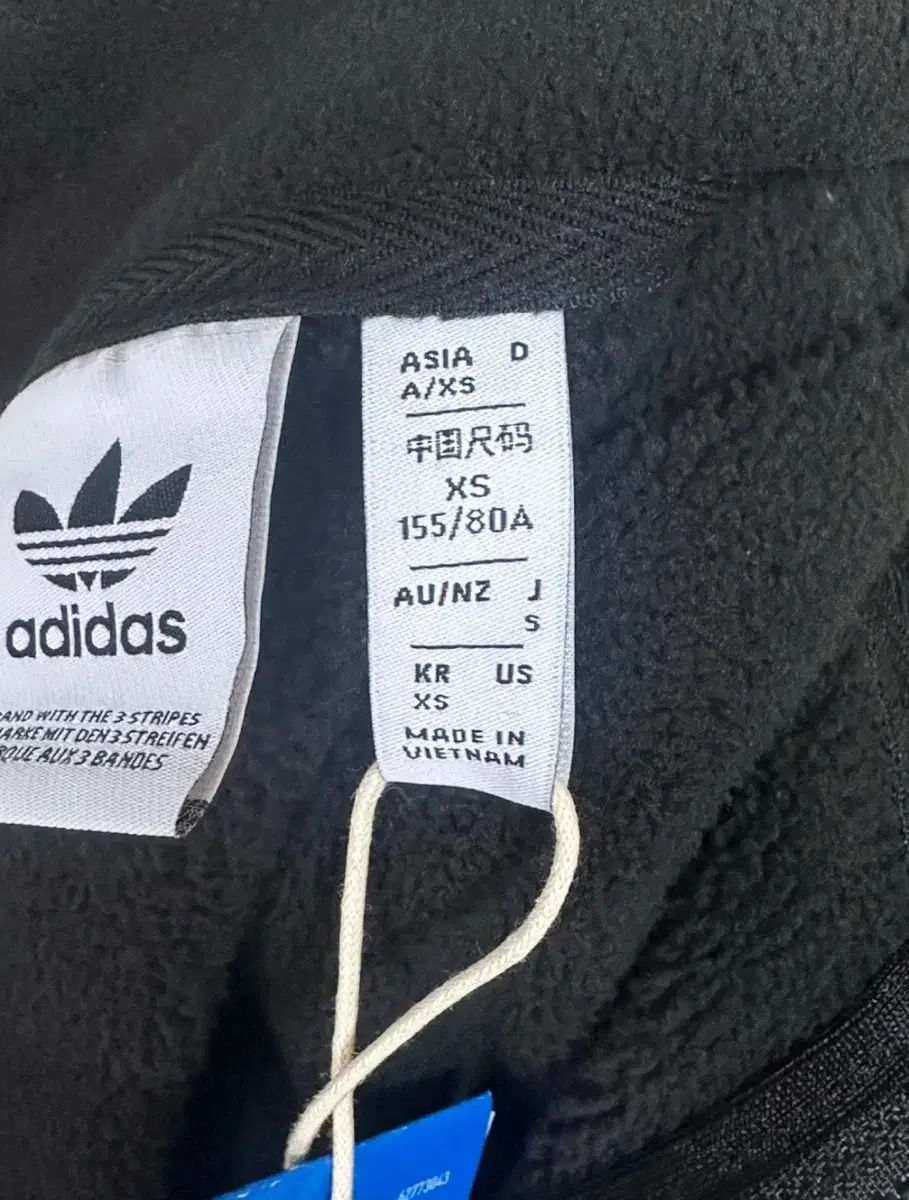 adidas
AND WITH THE 3 STRIPES
ARKE MIT DEN 3 STREIFEN
QUE AUX 3 BANDES
ASIA D
A/XS
中国尺码
XS
155/80A
AU/NZ J
S
KR US
XS
MADE IN
VIETNAM